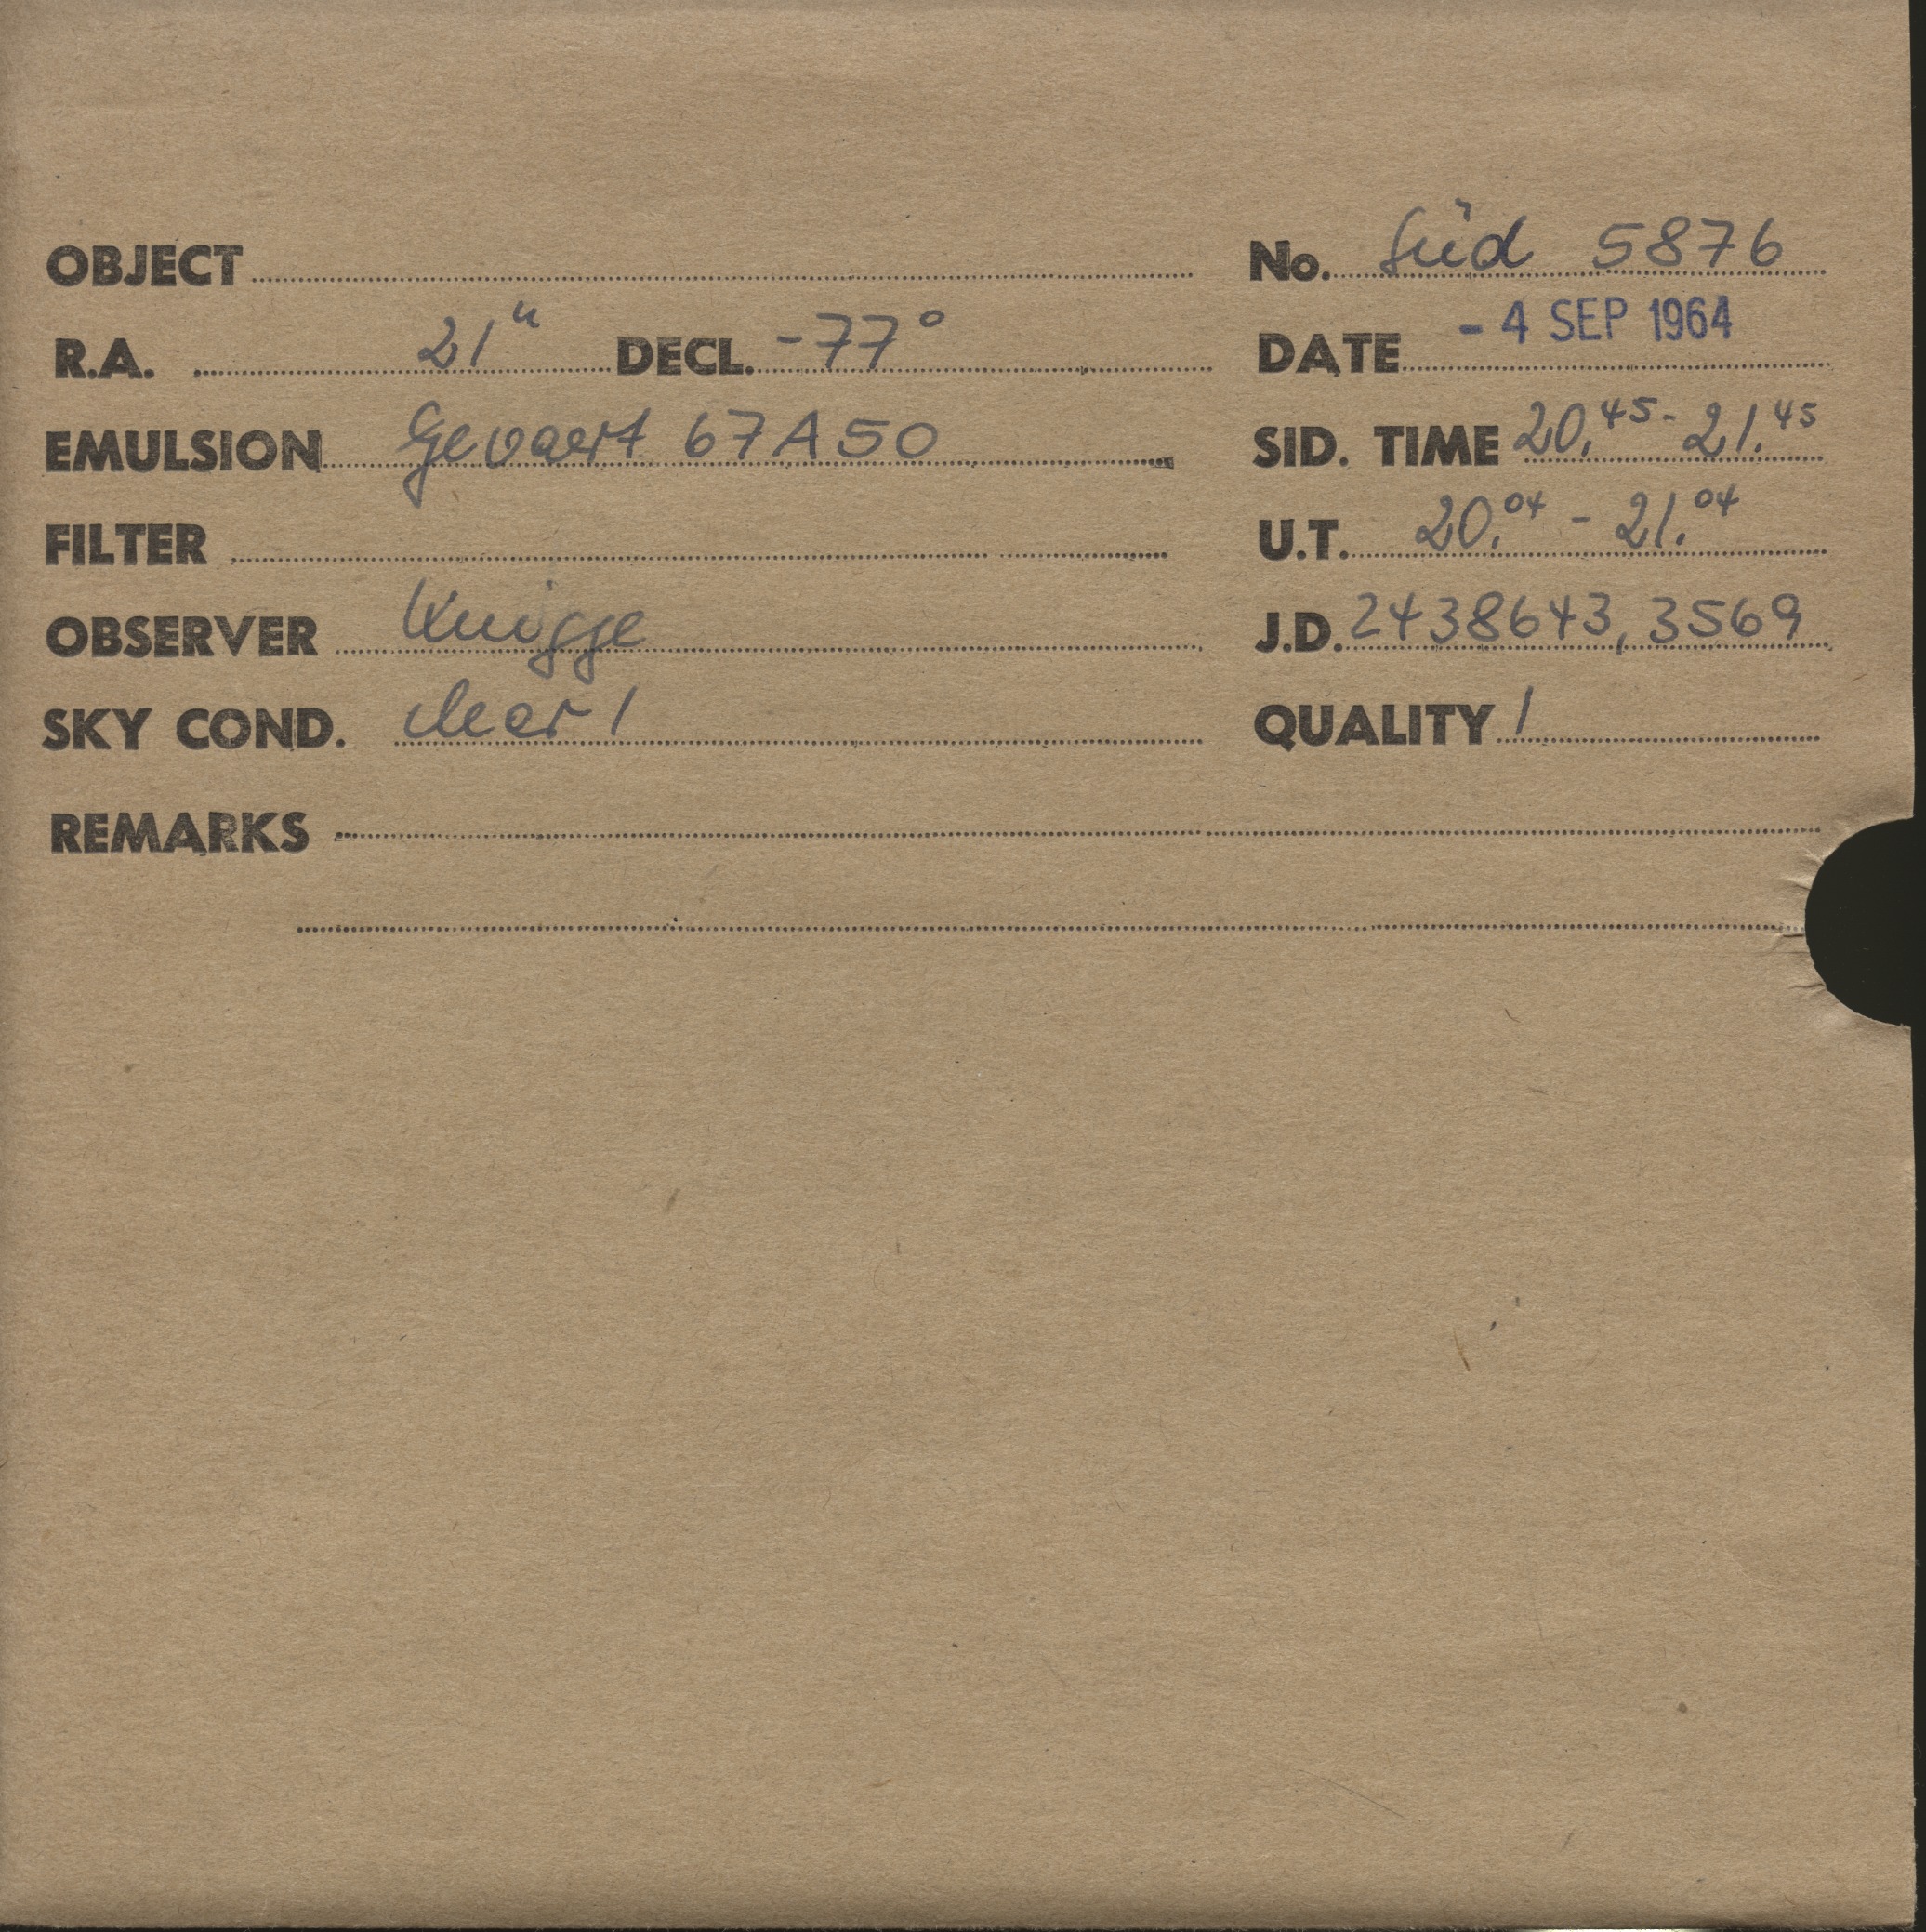 OBJECT No. Süd 5876
R.A. 21ʰ DECL. -77° DATE - 4 SEP 1964
EMULSION Gevaert 67A50 SID. TIME 20.45 - 21.45
FILTER U.T. 20.04 - 21.04
OBSERVER Knigge J.D. 2438643,3569
SKY COND. clear 1 QUALITY 1
REMARKS